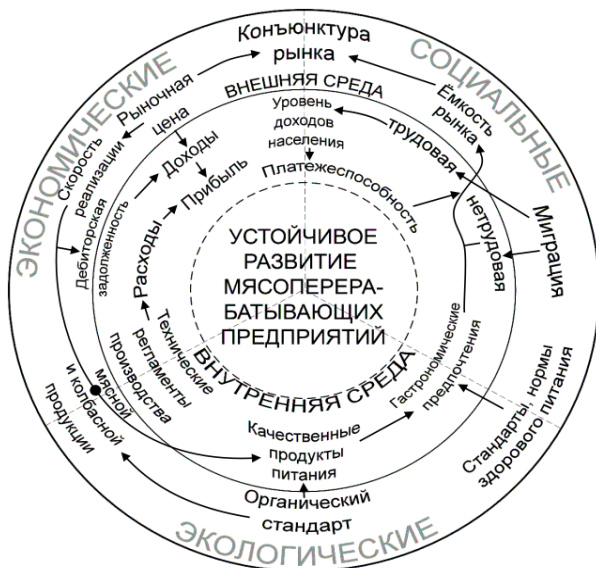 Конъюнктура
рынка
ЭКОНОМИЧЕСКИЕ
СОЦИАЛЬНЫЕ
ВНЕШНЯЯ СРЕДА
Рыночная
цена
Скорость
реализации
Доходы
Прибыль
Дебиторская
задолженность
Расходы
Уровень
доходов
населения
Платежеспособность
Ёмкость
рынка
трудовая
нетрудовая
Миграция
УСТОЙЧИВОЕ
РАЗВИТИЕ
МЯСОПЕРЕРА-
БАТЫВАЮЩИХ
ПРЕДПРИЯТИЙ
ВНУТРЕННЯЯ СРЕДА
Технические
регламенты
производства
мясной
и колбасной
продукции
Качественные
продукты
питания
Гастрономические
предпочтения
Стандарты, нормы
здорового питания
Органический
стандарт
ЭКОЛОГИЧЕСКИЕ